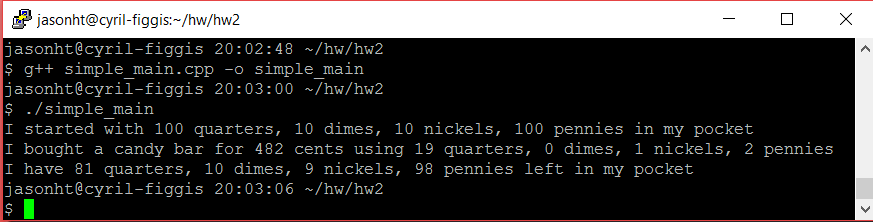 jasonht@cyril-figgis:~/hw/hw2
jasonht@cyril-figgis 20:02:48 ~/hw/hw2
$ g++ simple_main.cpp -o simple_main
jasonht@cyril-figgis 20:03:00 ~/hw/hw2
$ ./simple_main
I started with 100 quarters, 10 dimes, 10 nickels, 100 pennies in my pocket
I bought a candy bar for 482 cents using 19 quarters, 0 dimes, 1 nickels, 2 pennies
I have 81 quarters, 10 dimes, 9 nickels, 98 pennies left in my pocket
jasonht@cyril-figgis 20:03:06 ~/hw/hw2
$